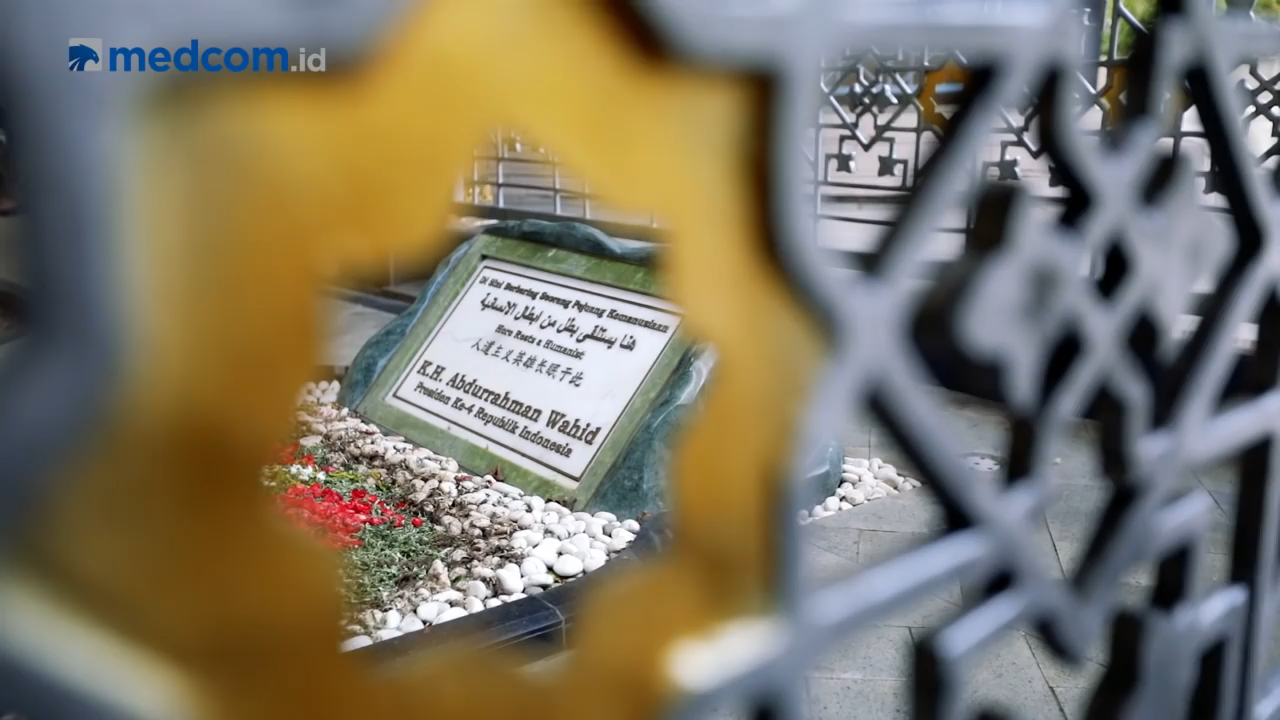 medcom.id
Di Sini Berbaring Seorang Pejuang Kemanusiaan
هنا يستلقى بطل من ابطال الانسانية
Here Rests a Humanist
人道主义英雄长眠于此
K.H. Abdurrahman Wahid
Presiden Ke-4 Republik Indonesia